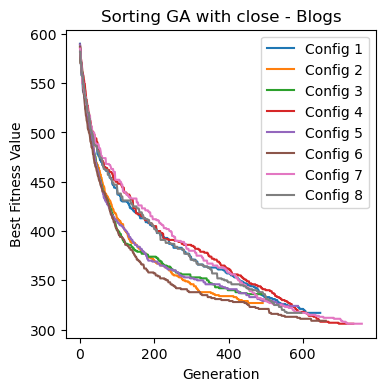 Sorting GA with close - Blogs
Best Fitness Value
600
550
500
450
400
350
300
0
200
400
600
Generation
Config 1
Config 2
Config 3
Config 4
Config 5
Config 6
Config 7
Config 8